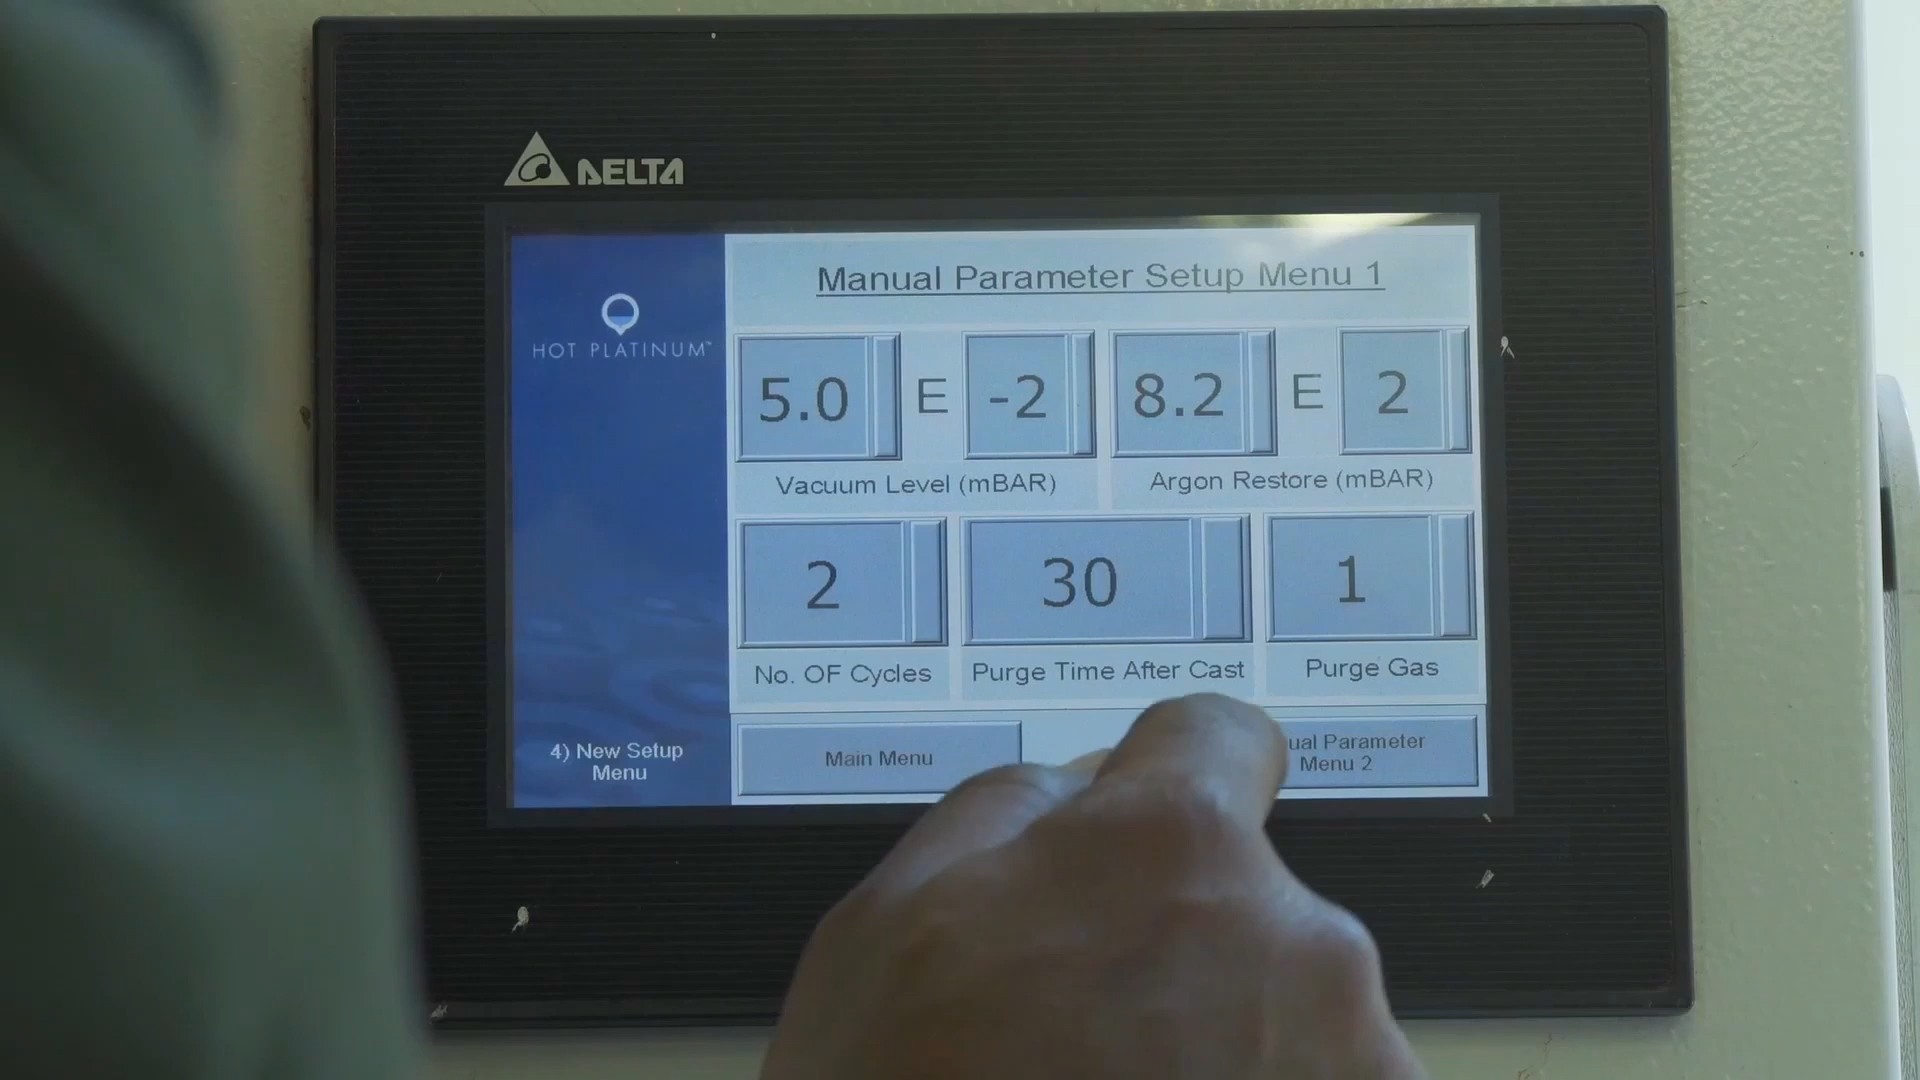 DELTA
HOT PLATINUM™
Manual Parameter Setup Menu 1
5.0 E -2 8.2 E 2
Vacuum Level (mBAR) Argon Restore (mBAR)
2 30 1
No. OF Cycles Purge Time After Cast Purge Gas
4) New Setup
Menu
Main Menu
ual Parameter
Menu 2